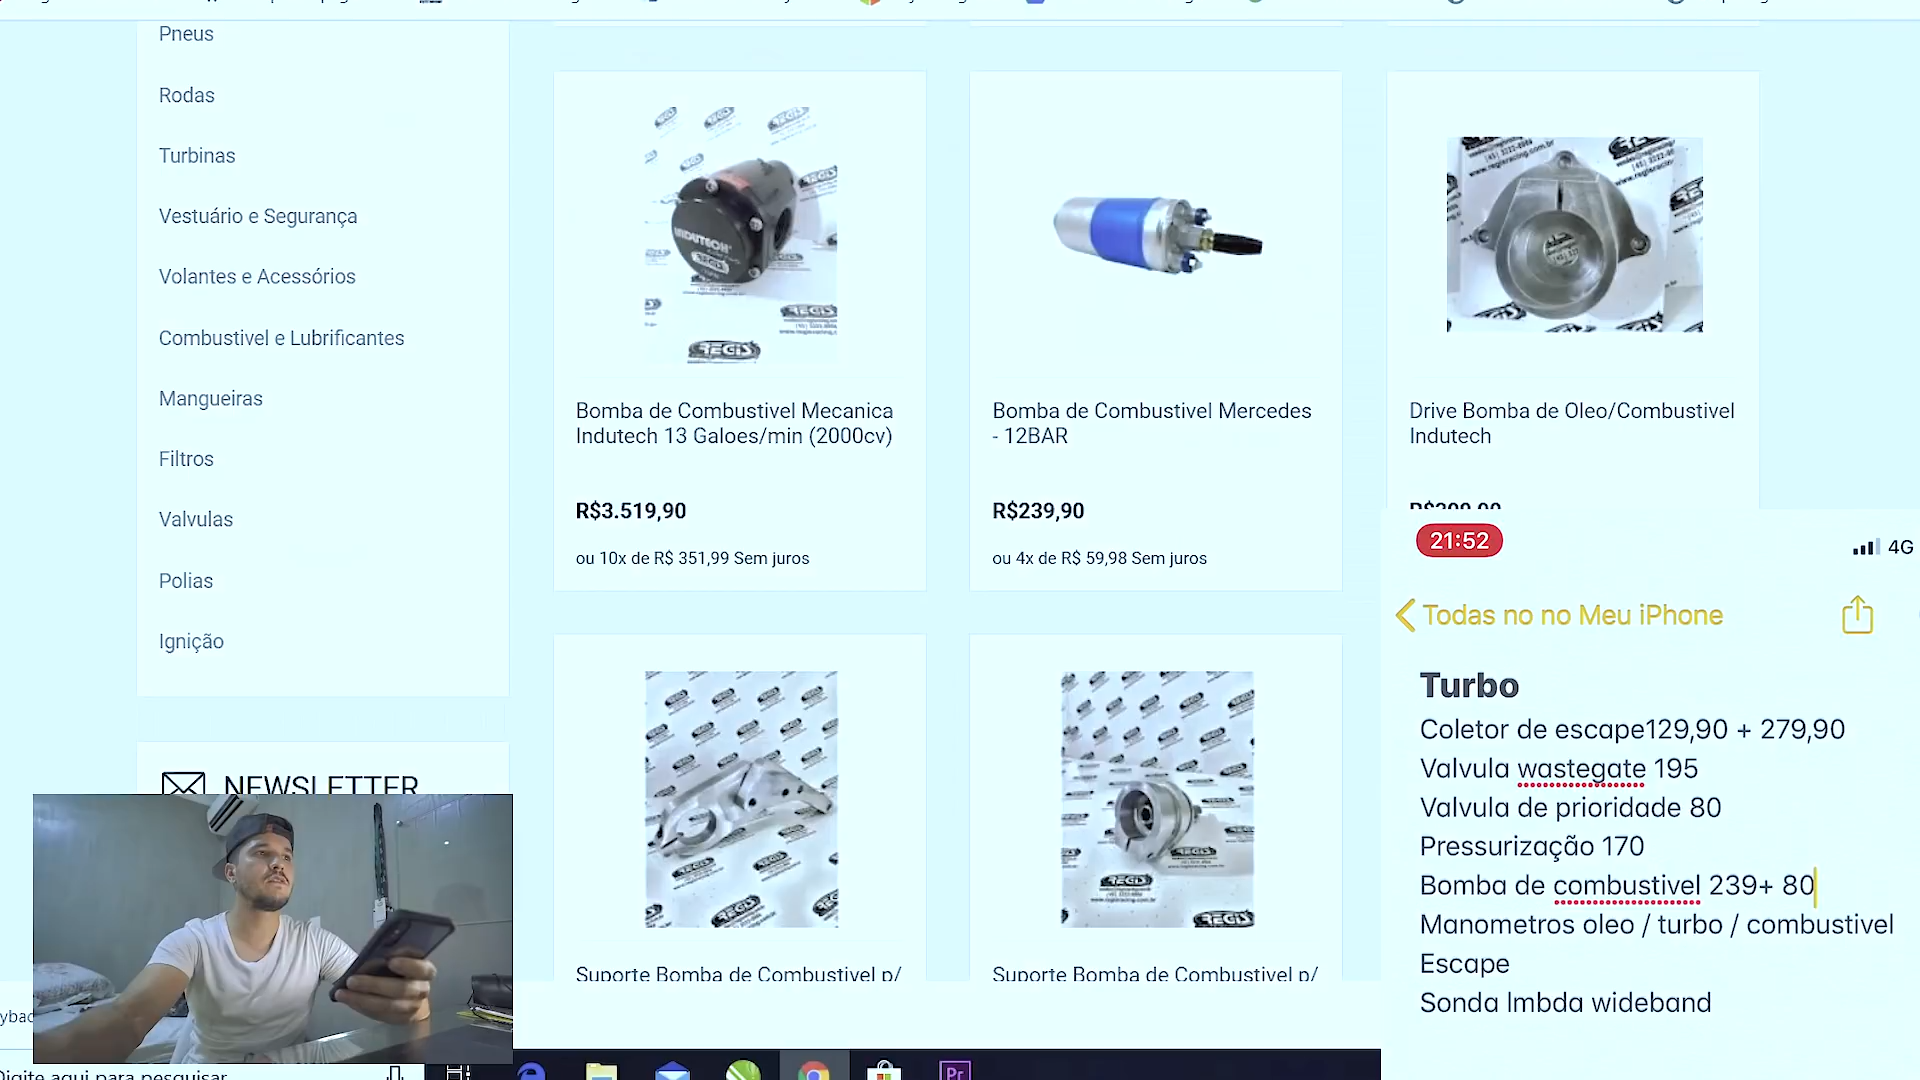 Pneus
Rodas
Turbinas
Vestuário e Segurança
Volantes e Acessórios
Combustivel e Lubrificantes
Mangueiras
Filtros
Valvulas
Polias
Ignição
NEWSLETTER
Bomba de Combustivel Mecanica
Indutech 13 Galoes/min (2000cv)
R$3.519,90
ou 10x de R$ 351,99 Sem juros
Bomba de Combustivel Mercedes
- 12BAR
R$239,90
ou 4x de R$ 59,98 Sem juros
Drive Bomba de Oleo/Combustivel
Indutech
INDUTECH
REGIS
REGIS
Suporte Bomba de Combustivel p/
Suporte Bomba de Combustivel p/
21:52
4G
Todas no no Meu iPhone
Turbo
Coletor de escape129,90 + 279,90
Valvula wastegate 195
Valvula de prioridade 80
Pressurização 170
Bomba de combustivel 239+ 80
Manometros oleo / turbo / combustivel
Escape
Sonda lmbda wideband
Digite aqui para pesquisar
Pr